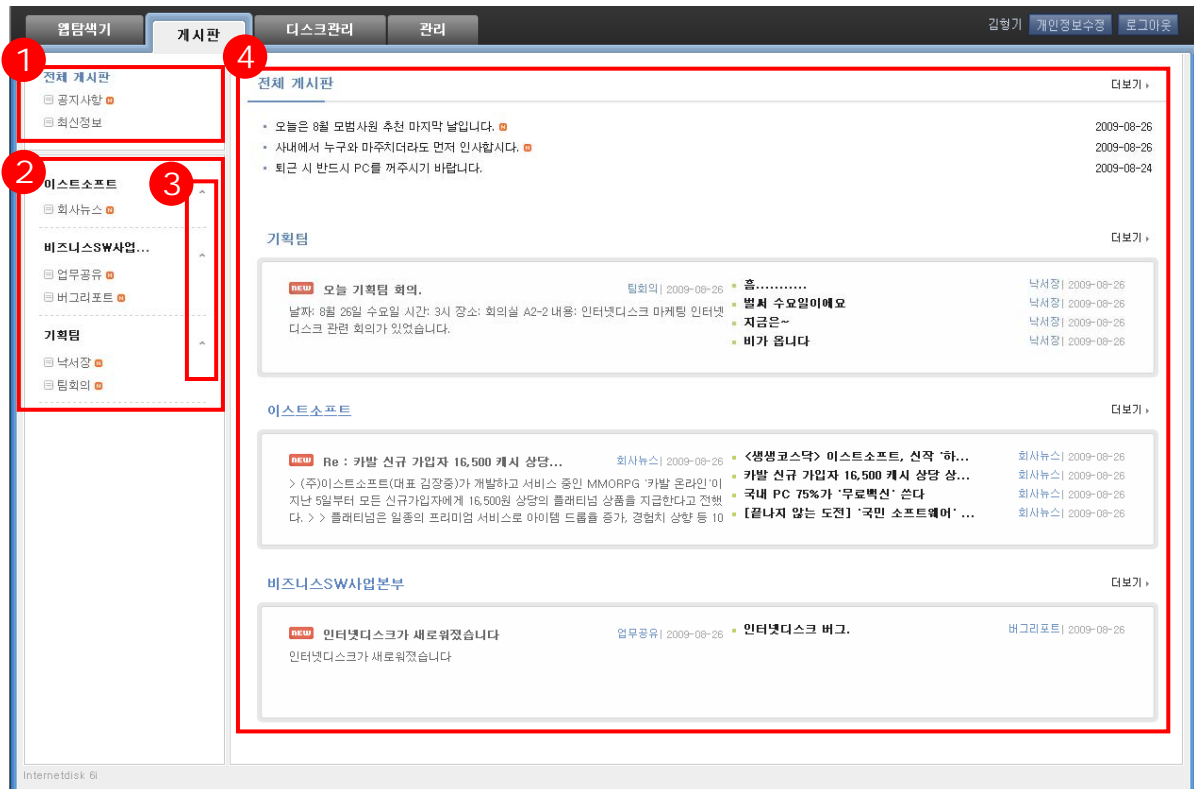 웹탐색기 게시판 디스크관리 관리 김형기 개인정보수정 로그아웃
1
전체 게시판
공지사항 N
최신정보
2
3
이스트소프트
회사뉴스 N
비즈니스SW사업...
업무공유 N
버그리포트 N
기획팀
낙서장 N
팀회의 N
4
전체 게시판 더보기
오늘은 8월 모범사원 추천 마지막 날입니다. N 2009-08-26
사내에서 누구와 마주치더라도 먼저 인사합시다. N 2009-08-26
퇴근 시 반드시 PC를 꺼주시기 바랍니다. 2009-08-24
기획팀 더보기
new 오늘 기획팀 회의. 팀회의| 2009-08-26
날짜: 8월 26일 수요일 시간: 3시 장소: 회의실 A2-2 내용: 인터넷디스크 마케팅 인터넷
디스크 관련 회의가 있었습니다.
흠.......... 낙서장| 2009-08-26
벌써 수요일이에요 낙서장| 2009-08-26
지금은~ 낙서장| 2009-08-26
비가 옵니다 낙서장| 2009-08-26
이스트소프트 더보기
new Re : 카발 신규 가입자 16,500 캐시 상당... 회사뉴스| 2009-08-26
> (주)이스트소프트(대표 김장중)가 개발하고 서비스 중인 MMORPG '카발 온라인'이
지난 5일부터 모든 신규가입자에게 16,500원 상당의 플래티넘 상품을 지급한다고 전했
다. > > 플래티넘은 일종의 프리미엄 서비스로 아이템 드롭율 증가, 경험치 상향 등 10
<생생코스닥> 이스트소프트, 신작 '하... 회사뉴스| 2009-08-26
카발 신규 가입자 16,500 캐시 상당 상... 회사뉴스| 2009-08-26
국내 PC 75%가 '무료백신' 쓴다 회사뉴스| 2009-08-26
[끝나지 않는 도전] '국민 소프트웨어' ... 회사뉴스| 2009-08-26
비즈니스SW사업본부 더보기
new 인터넷디스크가 새로워졌습니다 업무공유| 2009-08-26
인터넷디스크가 새로워졌습니다
인터넷디스크 버그. 버그리포트| 2009-08-26
Internetdisk 6i